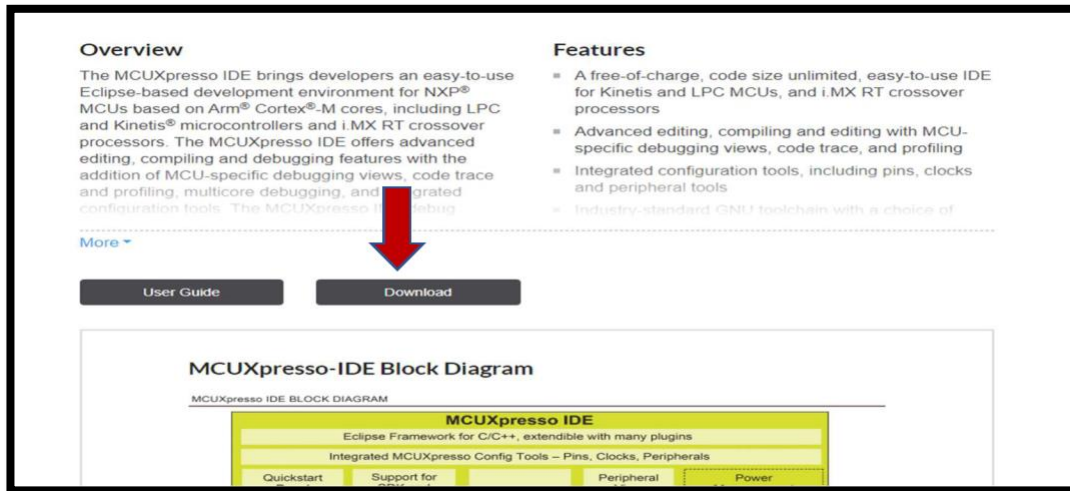 Overview
The MCUXpresso IDE brings developers an easy-to-use
Eclipse-based development environment for NXP®
MCUs based on Arm® Cortex®-M cores, including LPC
and Kinetis® microcontrollers and i.MX RT crossover
processors. The MCUXpresso IDE offers advanced
editing, compiling and debugging features with the
addition of MCU-specific debugging views, code trace
and profiling, multicore debugging, and
configuration tools. The MCUXpresso debug
More
Features
A free-of-charge, code size unlimited, easy-to-use IDE
for Kinetis and LPC MCUs, and i.MX RT crossover
processors
Advanced editing, compiling and editing with MCU-
specific debugging views, code trace, and profiling
Integrated configuration tools, including pins, clocks
and peripheral tools
Industry-standard GNU toolchain with a choice of
User Guide
Download
MCUXpresso-IDE Block Diagram
MCUXpresso IDE BLOCK DIAGRAM
MCUXpresso IDE
Eclipse Framework for C/C++, extendible with many plugins
Integrated MCUXpresso Config Tools – Pins, Clocks, Peripherals
Quickstart
Support for
Peripheral
Power